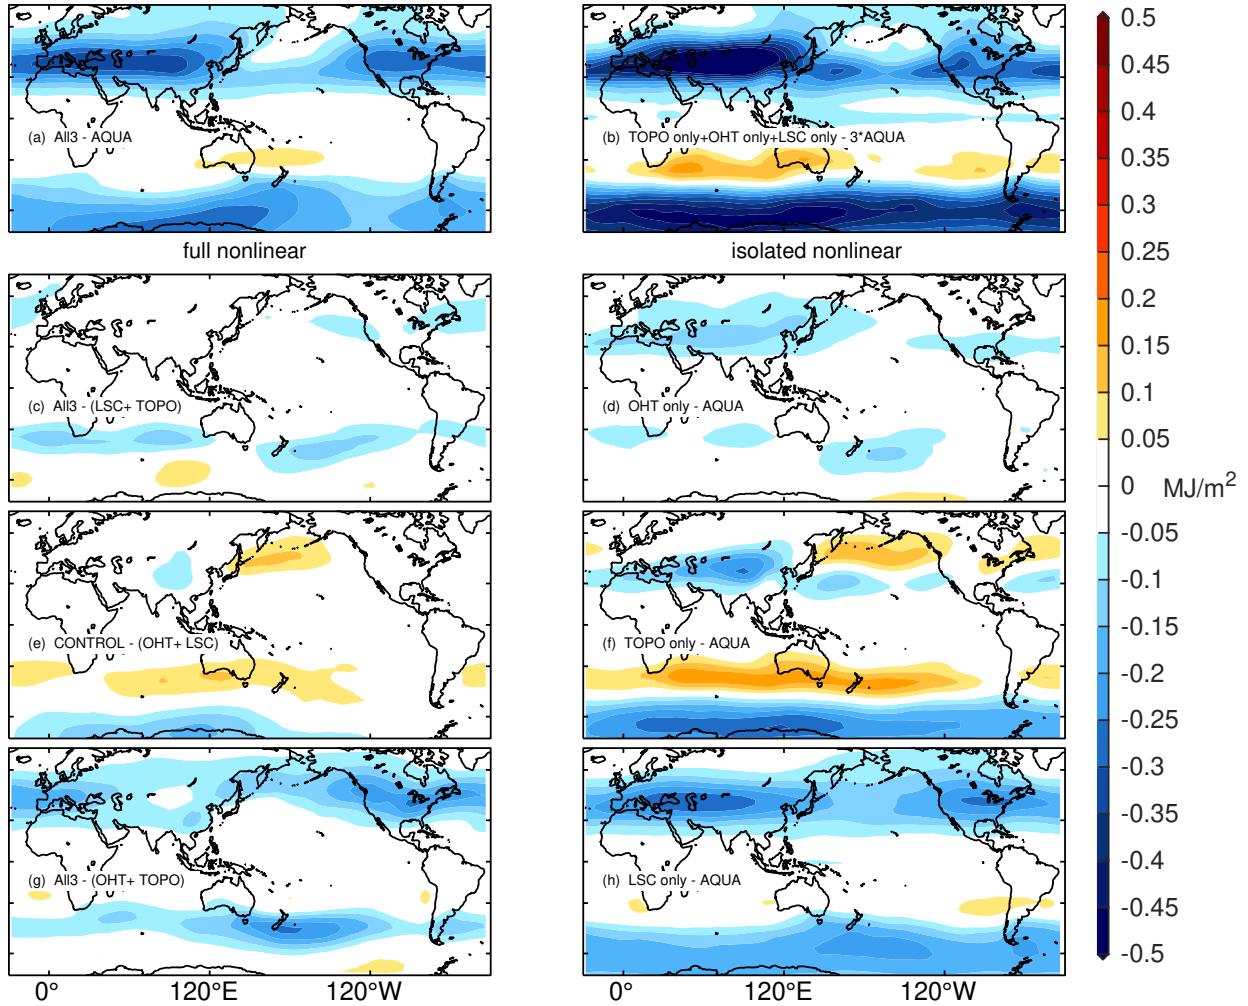 (a) All3 - AQUA
(b) TOPO only+OHT only+LSC only - 3*AQUA
full nonlinear
isolated nonlinear
(c) All3 - (LSC+ TOPO)
(d) OHT only - AQUA
(e) CONTROL - (OHT+ LSC)
(f) TOPO only - AQUA
(g) All3 - (OHT+ TOPO)
(h) LSC only - AQUA
0° 120°E 120°W
0° 120°E 120°W
0.5
0.45
0.4
0.35
0.3
0.25
0.2
0.15
0.1
0.05
0 MJ/m²
-0.05
-0.1
-0.15
-0.2
-0.25
-0.3
-0.35
-0.4
-0.45
-0.5